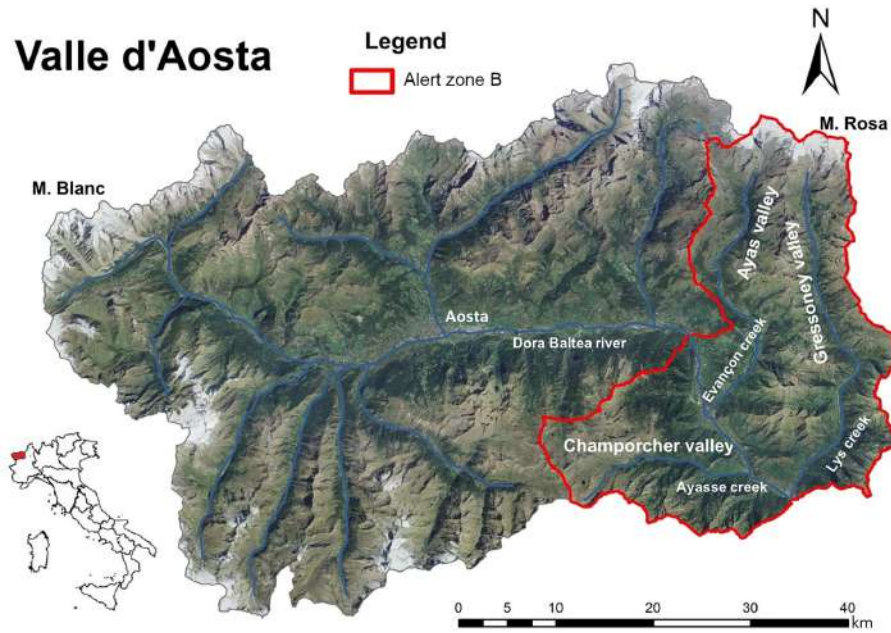 Valle d'Aosta
Legend
Alert zone B
N
M. Rosa
M. Blanc
Ayas valley
Gressoney valley
Aosta
Dora Baltea river
Evançon creek
Champorcher valley
Lys creek
Ayasse creek
0 5 10 20 30 40
km